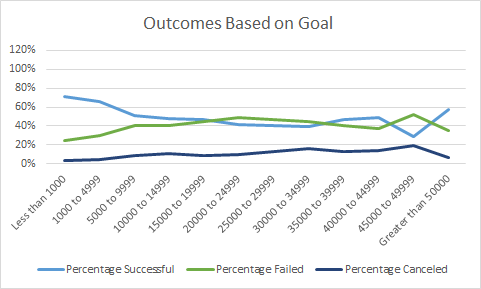 Outcomes Based on Goal
120%
100%
80%
60%
40%
20%
0%
Less than 1000
1000 to 4999
5000 to 9999
10000 to 14999
15000 to 19999
20000 to 24999
25000 to 29999
30000 to 34999
35000 to 39999
40000 to 44999
45000 to 49999
Greater than 50000
Percentage Successful
Percentage Failed
Percentage Canceled